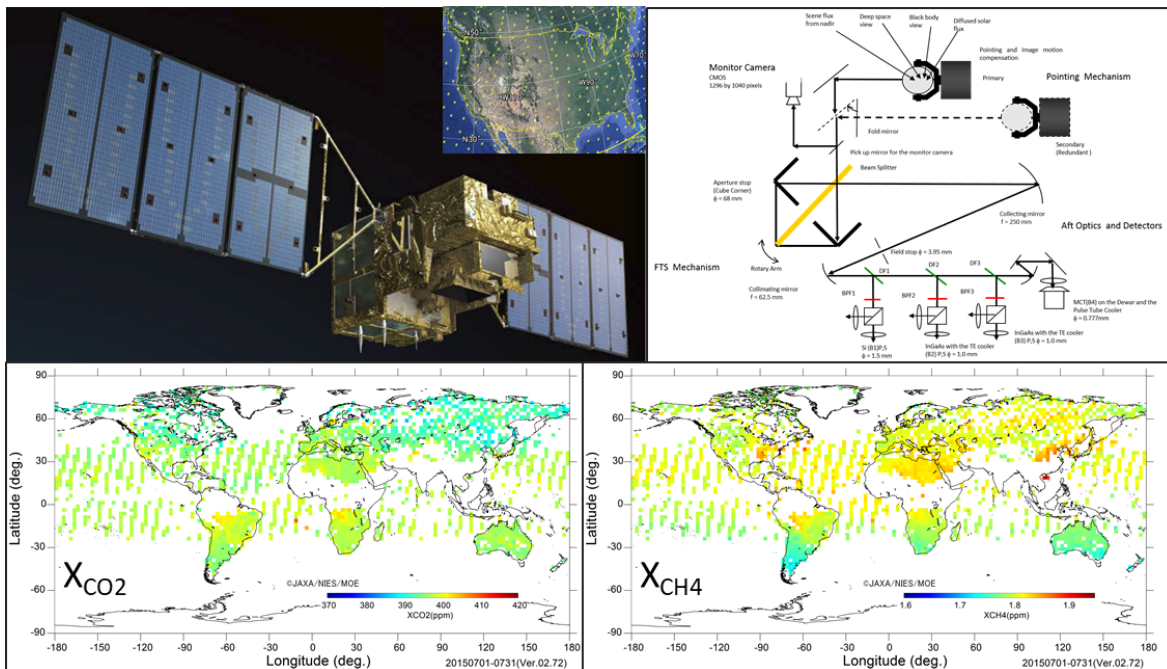 N50°
W70°
W90°
W110°
N30°
Scene flux
from nadir
Deep space
view
Black body
view
Diffused solar
flux
Pointing and image motion
compensation
Monitor Camera
CMOS
1296 by 1040 pixels
Primary
Pointing Mechanism
Fold mirror
Secondary
(Redundant )
Pick up mirror for the monitor camera
Beam Splitter
Aperture stop
(Cube Corner)
ϕ = 68 mm
Collecting mirror
f = 250 mm
Aft Optics and Detectors
Field stop ϕ = 3.95 mm
FTS Mechanism
Rotary Arm
Collimating mirror
f = 62.5 mm
DF1
DF2
DF3
BPF1
BPF2
BPF3
MCT(B4) on the Dewar and the
Pulse Tube Cooler
ϕ = 0.777mm
Si (B1)P,S
ϕ = 1.5 mm
InGaAs with the TE cooler
(B2) P,S ϕ = 1.0 mm
InGaAs with the TE cooler
(B3) P,S ϕ = 1.0 mm
90
60
30
0
-30
-60
-90
Latitude (deg.)
XCO2
©JAXA/NIES/MOE
370 380 390 400 410 420
XCO2(ppm)
-180 -150 -120 -90 -60 -30 0 30 60 90 120 150 180
Longitude (deg.)
20150701-0731(Ver.02.72)
90
60
30
0
-30
-60
-90
Latitude (deg.)
XCH4
©JAXA/NIES/MOE
1.6 1.7 1.8 1.9
XCH4(ppm)
-180 -150 -120 -90 -60 -30 0 30 60 90 120 150 180
Longitude (deg.)
20150701-0731(Ver.02.72)